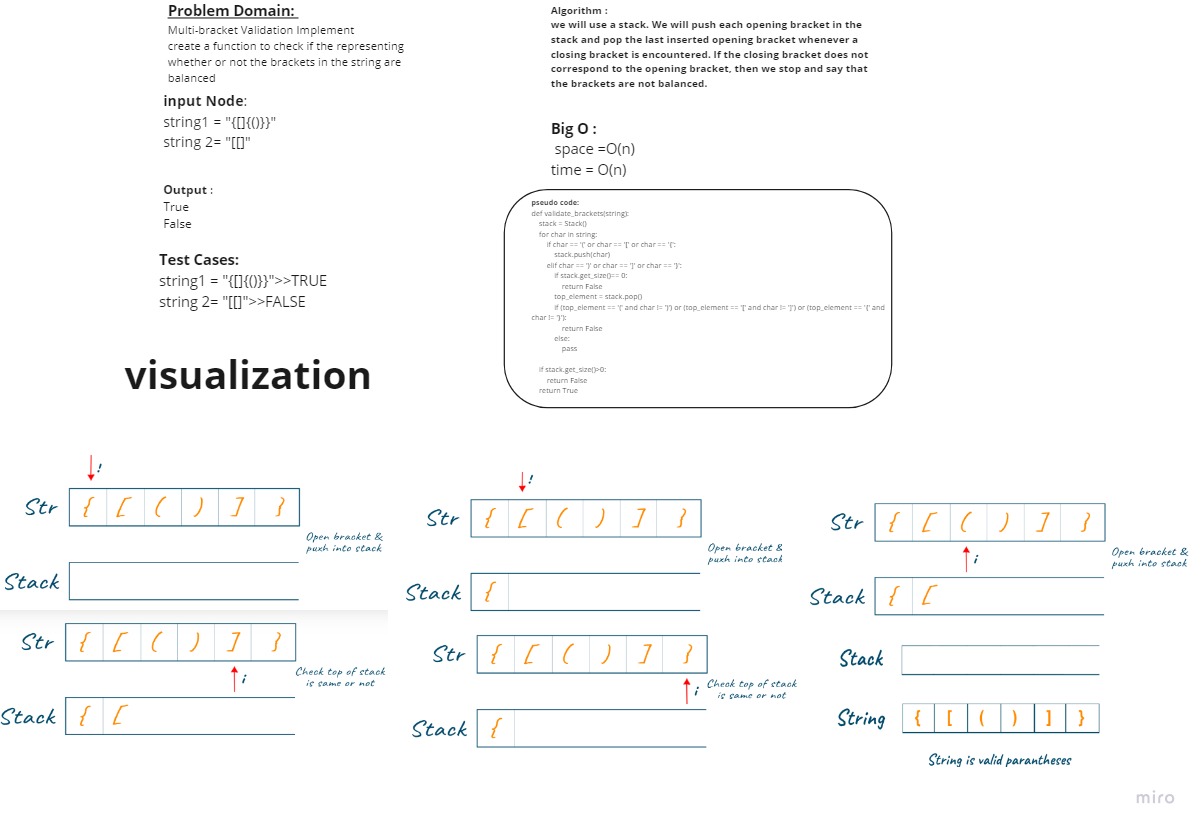 Problem Domain:
Multi-bracket Validation Implement
create a function to check if the representing
whether or not the brackets in the string are
balanced
input Node:
string1 = "{[]{()}}"
string 2= "[[]"
Output :
True
False
Test Cases:
string1 = "{[]{()}}">>TRUE
string 2= "[[]">>FALSE
Algorithm :
we will use a stack. We will push each opening bracket in the
stack and pop the last inserted opening bracket whenever a
closing bracket is encountered. If the closing bracket does not
correspond to the opening bracket, then we stop and say that
the brackets are not balanced.
Big O :
space =O(n)
time = O(n)
pseudo code:
def validate_brackets(string):
stack = Stack()
for char in string:
if char == '(' or char == '[' or char == '{':
stack.push(char)
elif char == ')' or char == ']' or char == '}':
if stack.get_size()== 0:
return False
top_element = stack.pop()
if (top_element == '(' and char != ')') or (top_element == '[' and char != ']') or (top_element == '{' and
char != '}'):
return False
else:
pass
if stack.get_size()>0:
return False
return True
visualization
!
Str { [ ( ) ] }
Open bracket &
push into stack
Stack
!
Str { [ ( ) ] }
Open bracket &
push into stack
Stack {
Str { [ ( ) ] }
i
Open bracket &
push into stack
Stack { [
Str { [ ( ) ] }
i
Check top of stack
is same or not
Stack { [
Str { [ ( ) ] }
i
Check top of stack
is same or not
Stack {
Stack
String { [ ( ) ] }
String is valid parantheses
miro